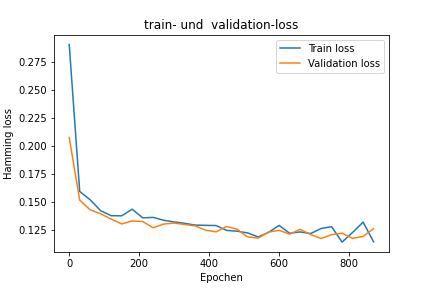 train- und  validation-loss
Train loss
Validation loss
0.275
0.250
0.225
0.200
0.175
0.150
0.125
Hamming loss
0 200 400 600 800
Epochen